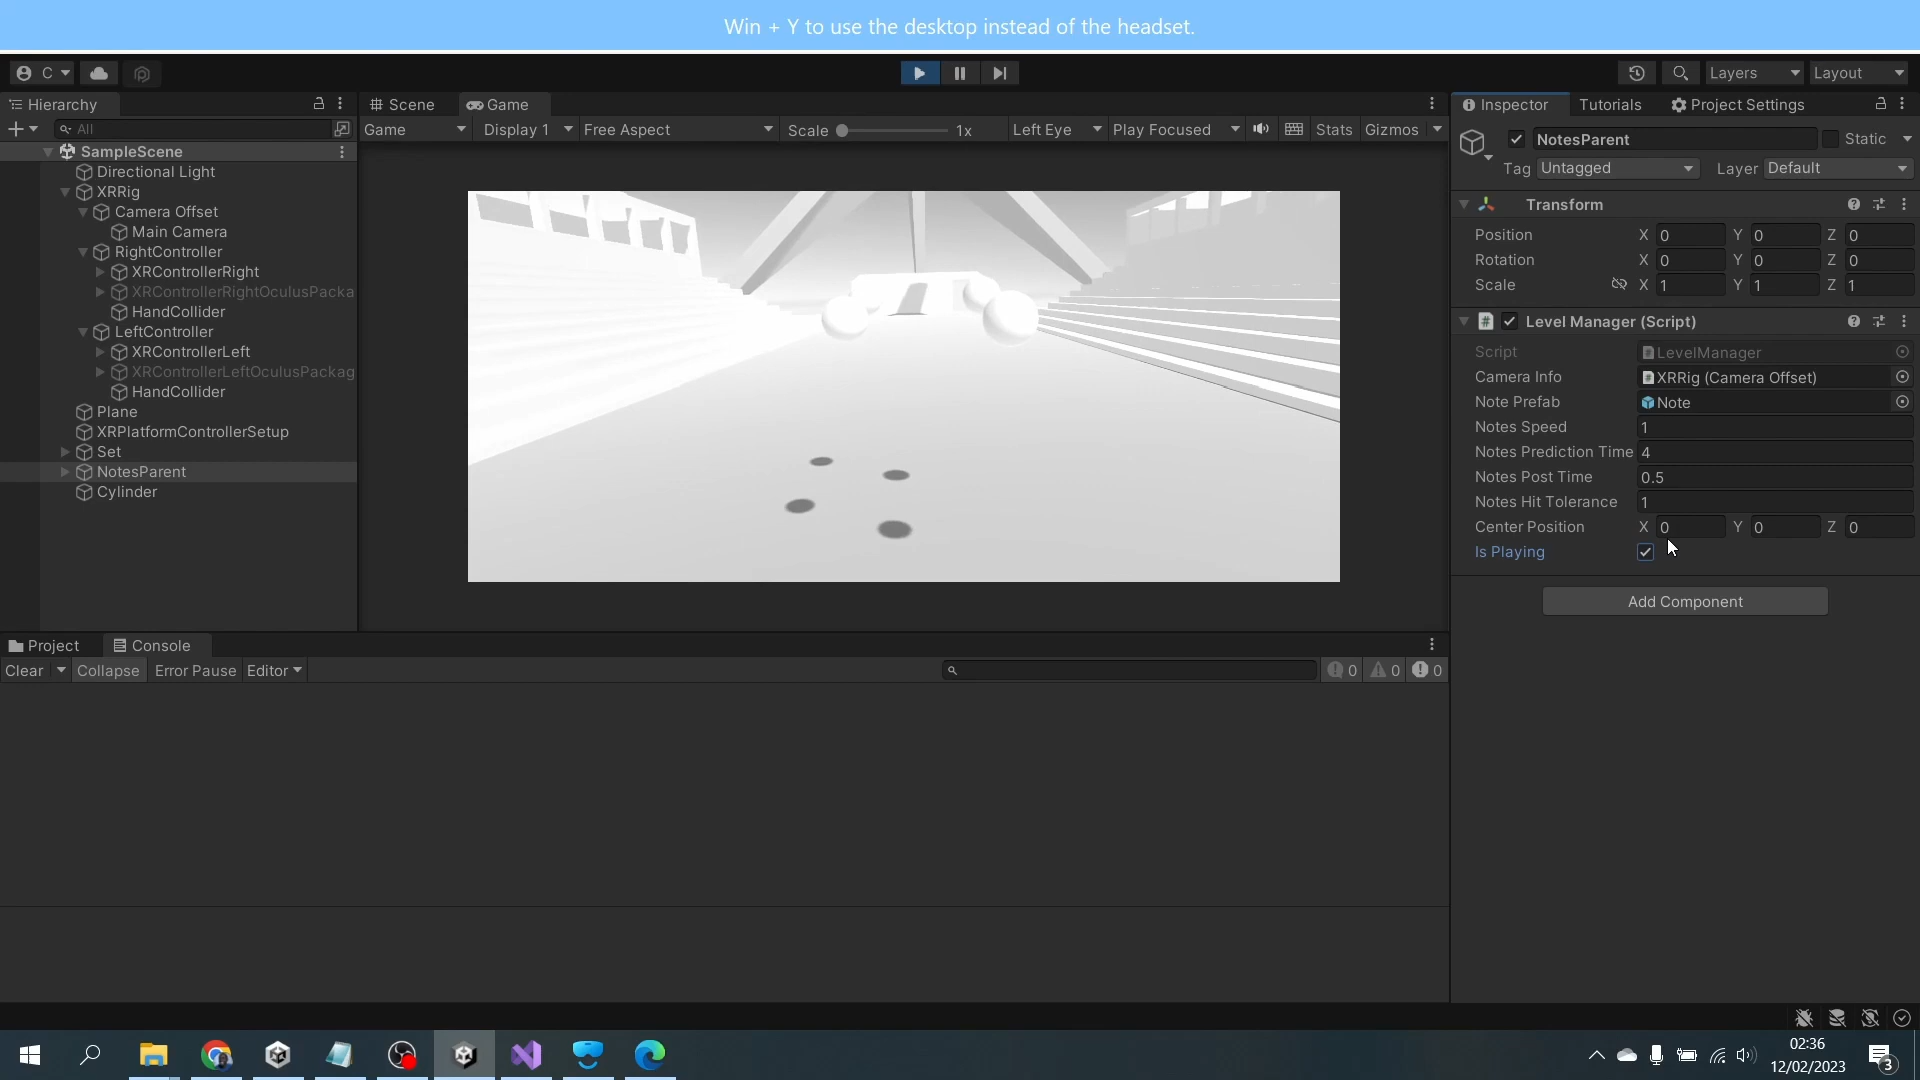 Win + Y to use the desktop instead of the headset.
C
Layers
Layout
Hierarchy
Scene
Game
Inspector
Tutorials
Project Settings
All
Game
Display 1
Free Aspect
Scale
1x
Left Eye
Play Focused
Stats
Gizmos
NotesParent
Static
Tag
Untagged
Layer
Default
SampleScene
Directional Light
XRRig
Camera Offset
Main Camera
RightController
XRControllerRight
XRControllerRightOculusPacka
HandCollider
LeftController
XRControllerLeft
XRControllerLeftOculusPackag
HandCollider
Plane
XRPlatformControllerSetup
Set
NotesParent
Cylinder
Transform
Position X 0 Y 0 Z 0
Rotation X 0 Y 0 Z 0
Scale X 1 Y 1 Z 1
Level Manager (Script)
Script LevelManager
Camera Info XRRig (Camera Offset)
Note Prefab Note
Notes Speed 1
Notes Prediction Time 4
Notes Post Time 0.5
Notes Hit Tolerance 1
Center Position X 0 Y 0 Z 0
Is Playing
Add Component
Project
Console
Clear
Collapse
Error Pause
Editor
0
0
0
02:36
12/02/2023
3